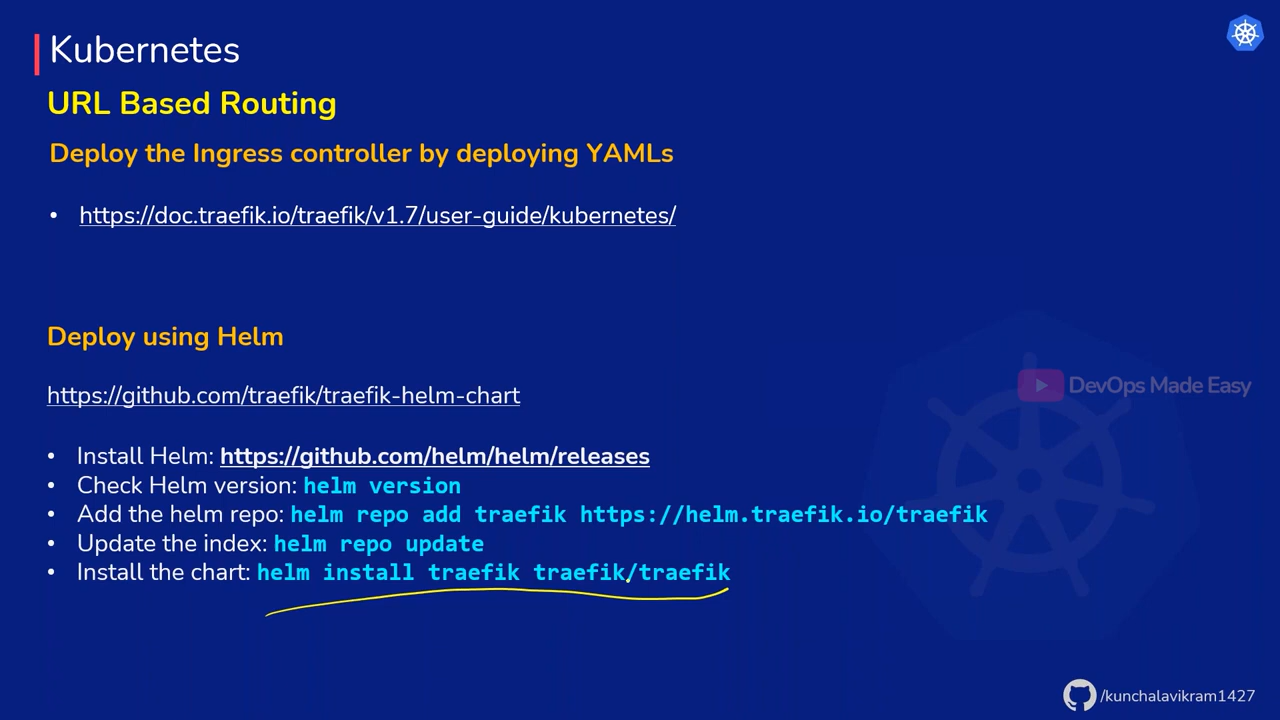 Kubernetes
URL Based Routing
Deploy the Ingress controller by deploying YAMLs
• https://doc.traefik.io/traefik/v1.7/user-guide/kubernetes/
Deploy using Helm
https://github.com/traefik/traefik-helm-chart
DevOps Made Easy
• Install Helm: https://github.com/helm/helm/releases
• Check Helm version: helm version
• Add the helm repo: helm repo add traefik https://helm.traefik.io/traefik
• Update the index: helm repo update
• Install the chart: helm install traefik traefik/traefik
/kunchalavikram1427